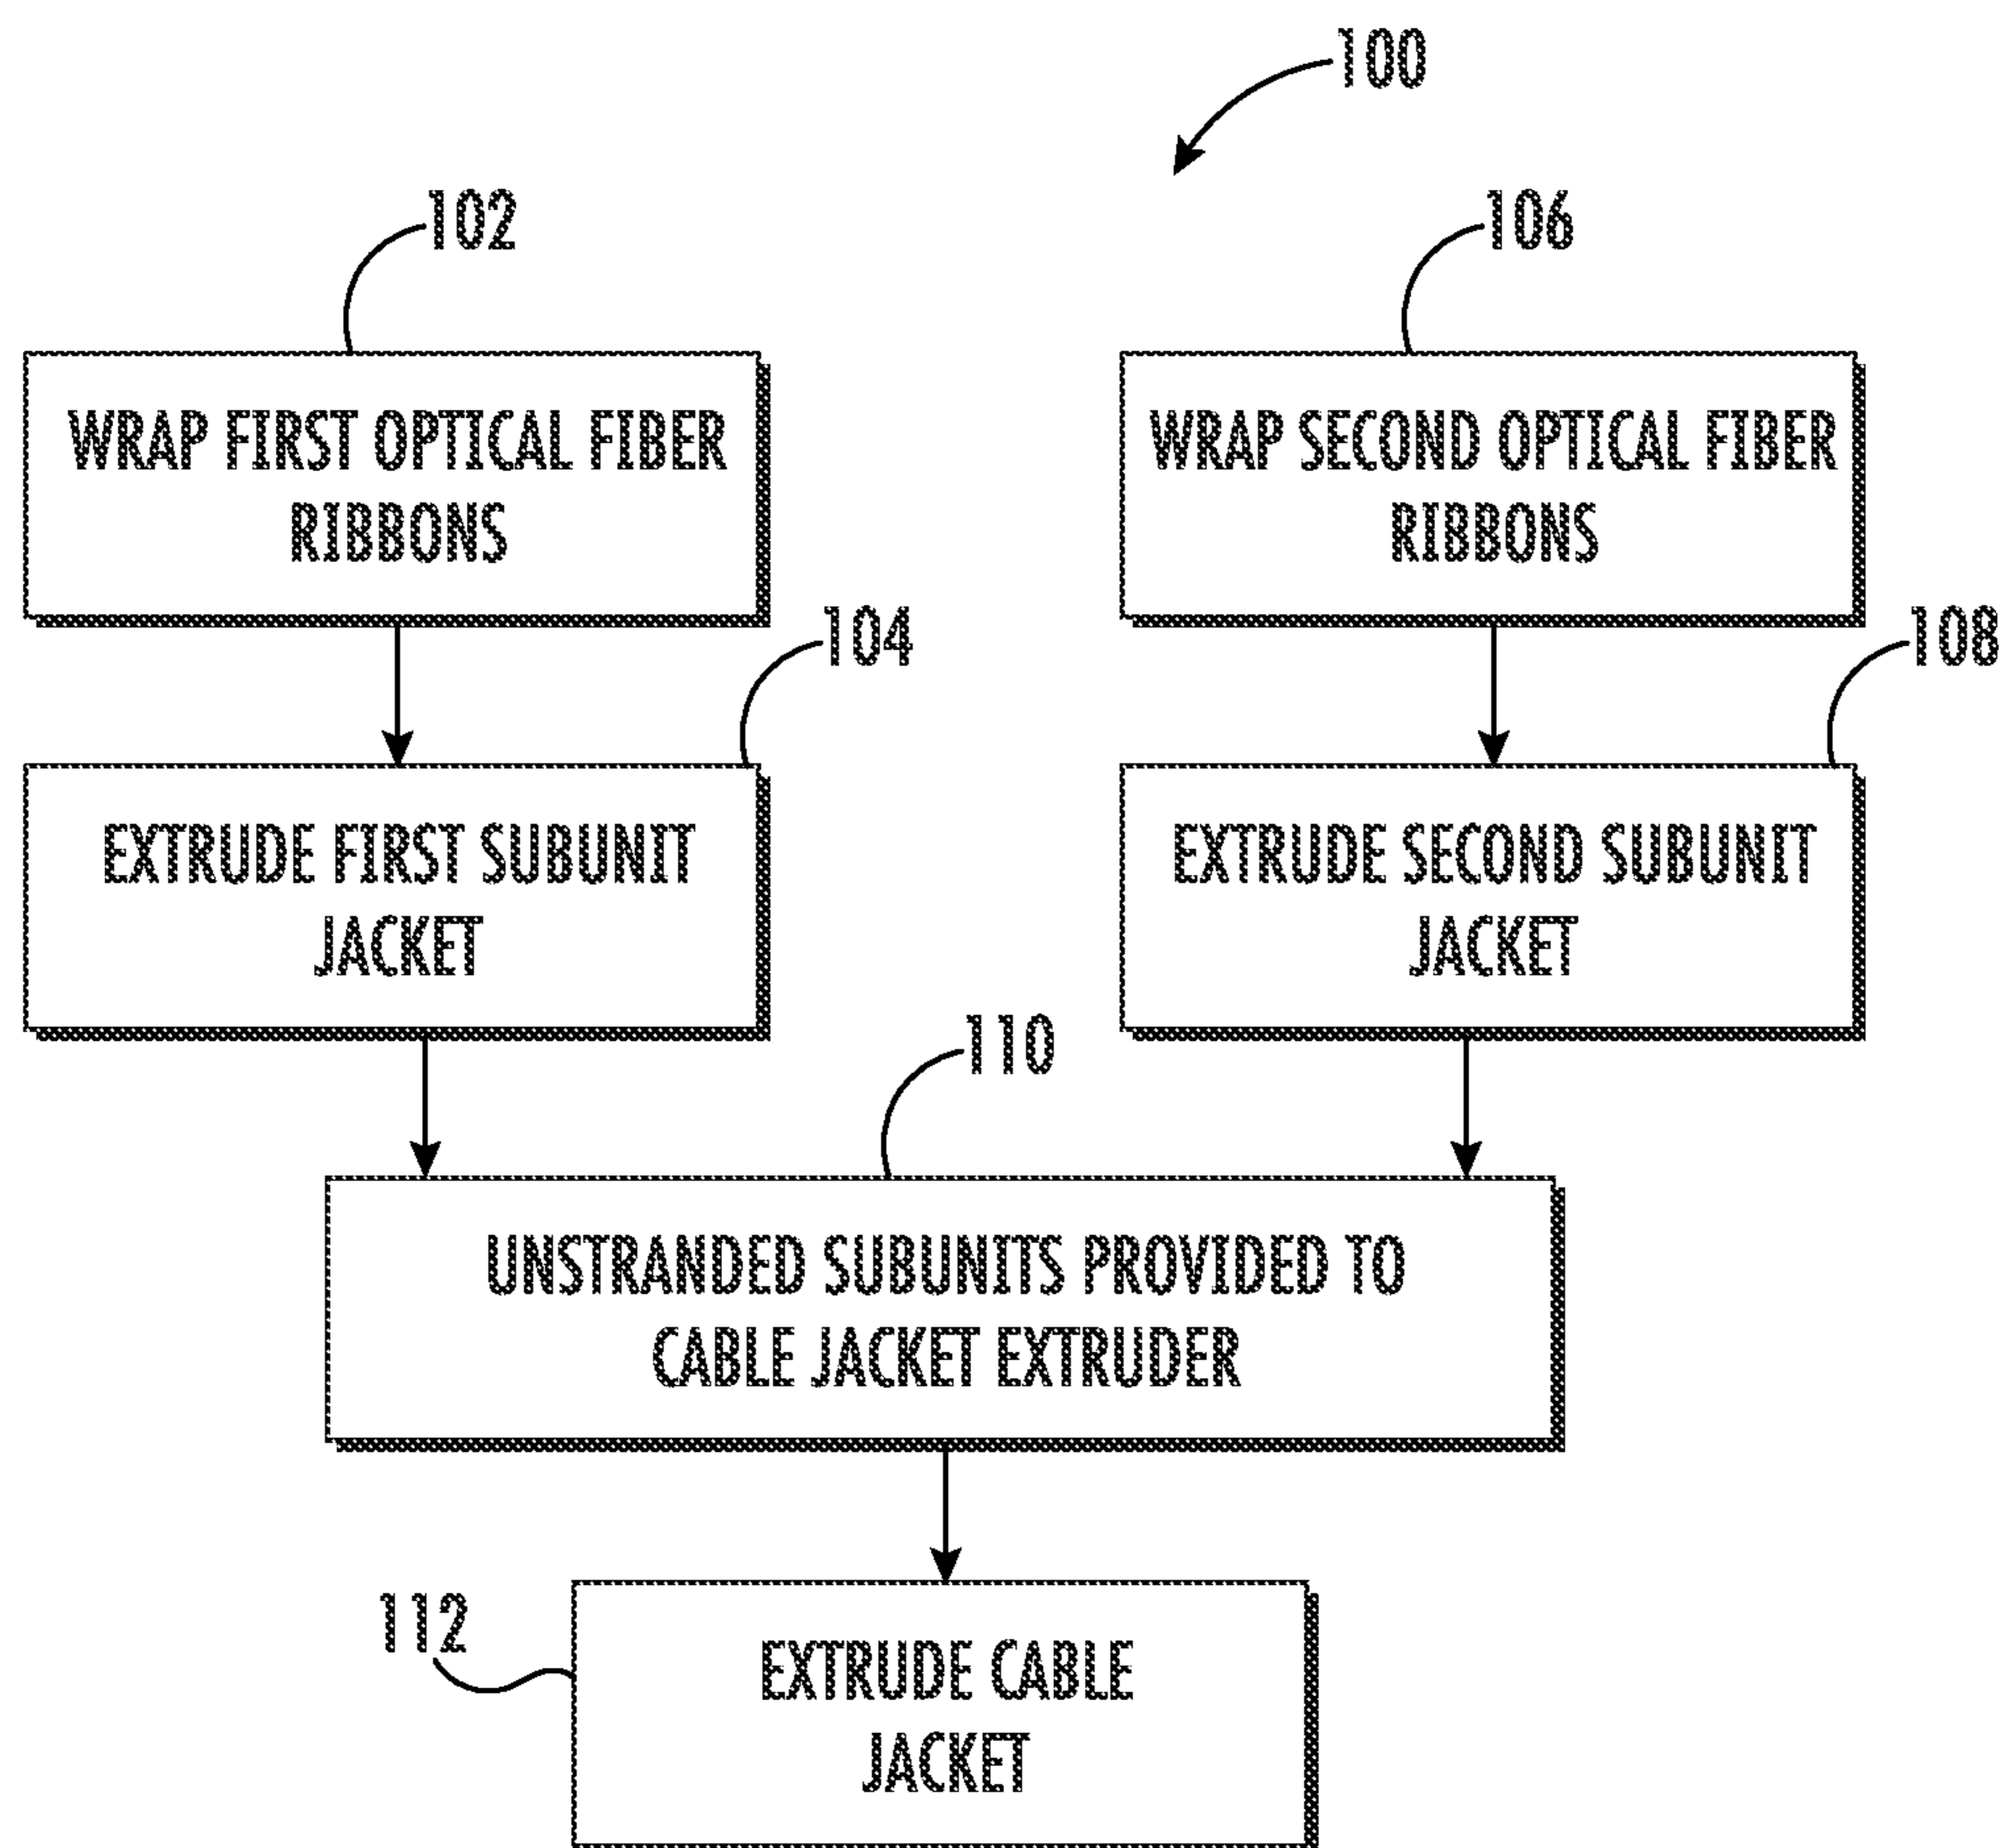 100
102
106
WRAP FIRST OPTICAL FIBER
RIBBONS
WRAP SECOND OPTICAL FIBER
RIBBONS
104
108
EXTRUDE FIRST SUBUNIT
JACKET
EXTRUDE SECOND SUBUNIT
JACKET
110
UNSTRANDED SUBUNITS PROVIDED TO
CABLE JACKET EXTRUDER
112
EXTRUDE CABLE
JACKET